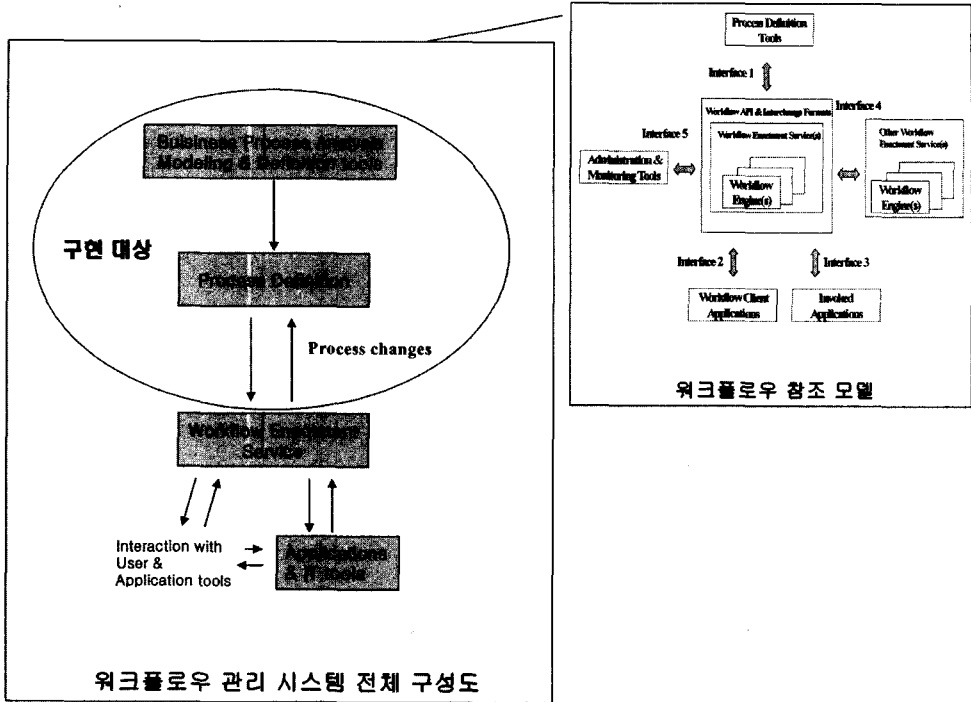 Buisiness Process Analysis
Modeling & Definition tools
구현 대상
Process Definition
Process changes
Workflow Enactment
Service
Interaction with
User &
Application tools
Applications
& IT tools
워크플로우 관리 시스템 전체 구성도
Process Definition
Tools
Interface 1
Workflow API & Interchange Formats
Interface 4
Workflow Enactment Service(s)
Workflow
Engine(s)
Interface 5
Administration &
Monitoring Tools
Other Workflow
Enactment Service(s)
Workflow
Engine(s)
Interface 2
Interface 3
Workflow Client
Applications
Invoked
Applications
워크플로우 참조 모델